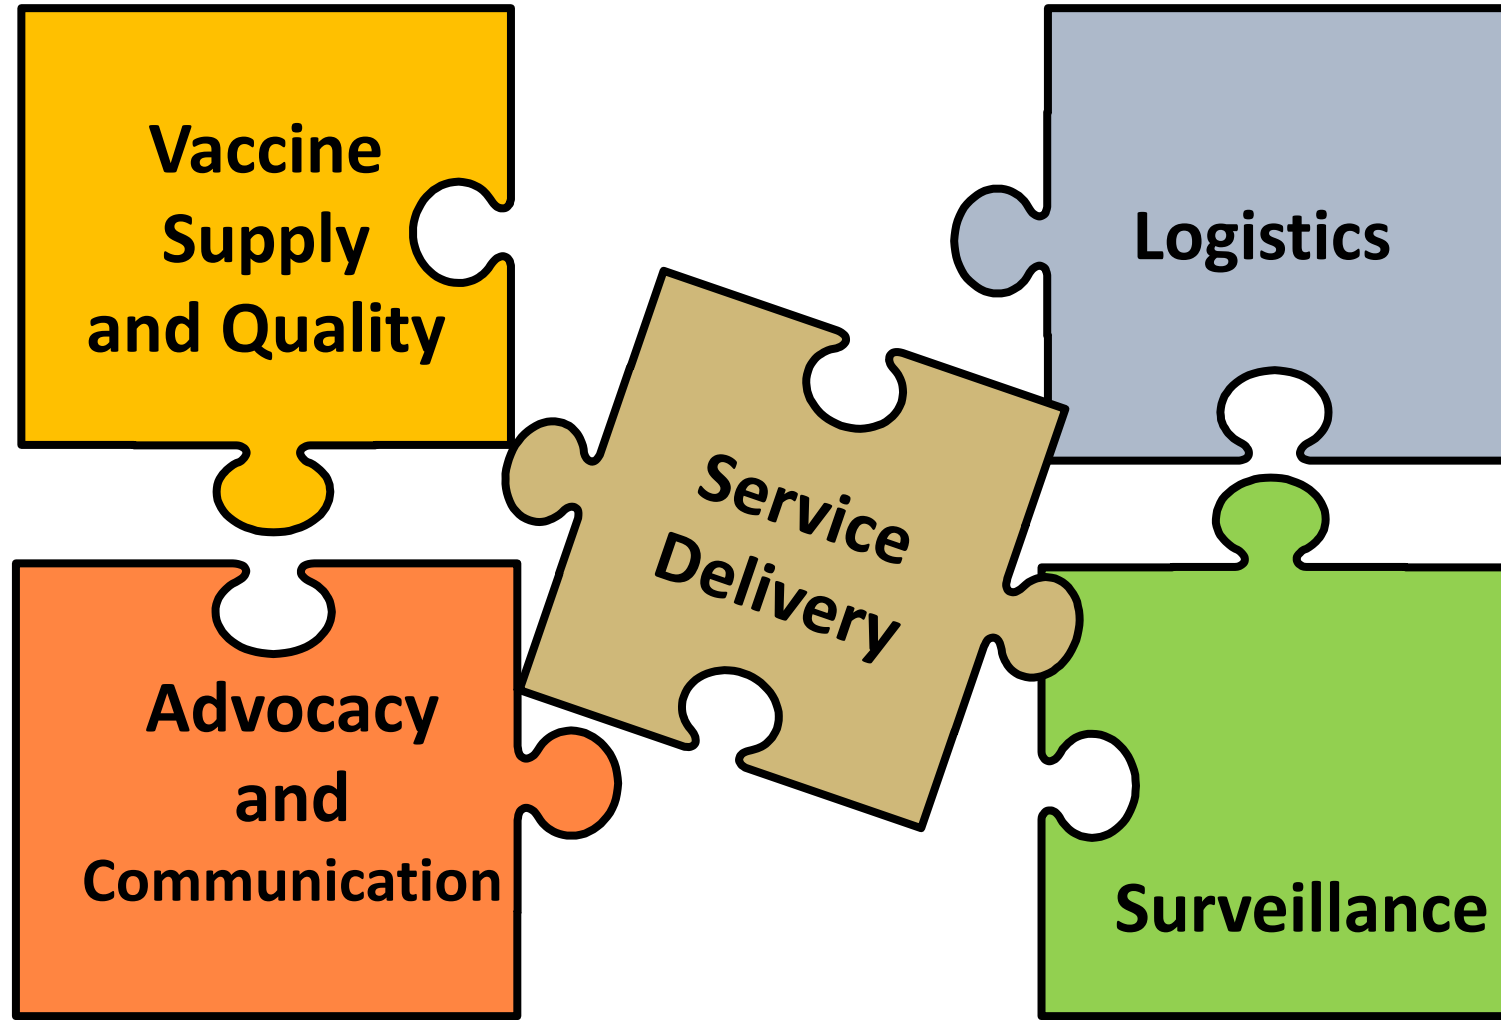 Vaccine
Supply
and Quality
Logistics
Service
Delivery
Advocacy
and
Communication
Surveillance